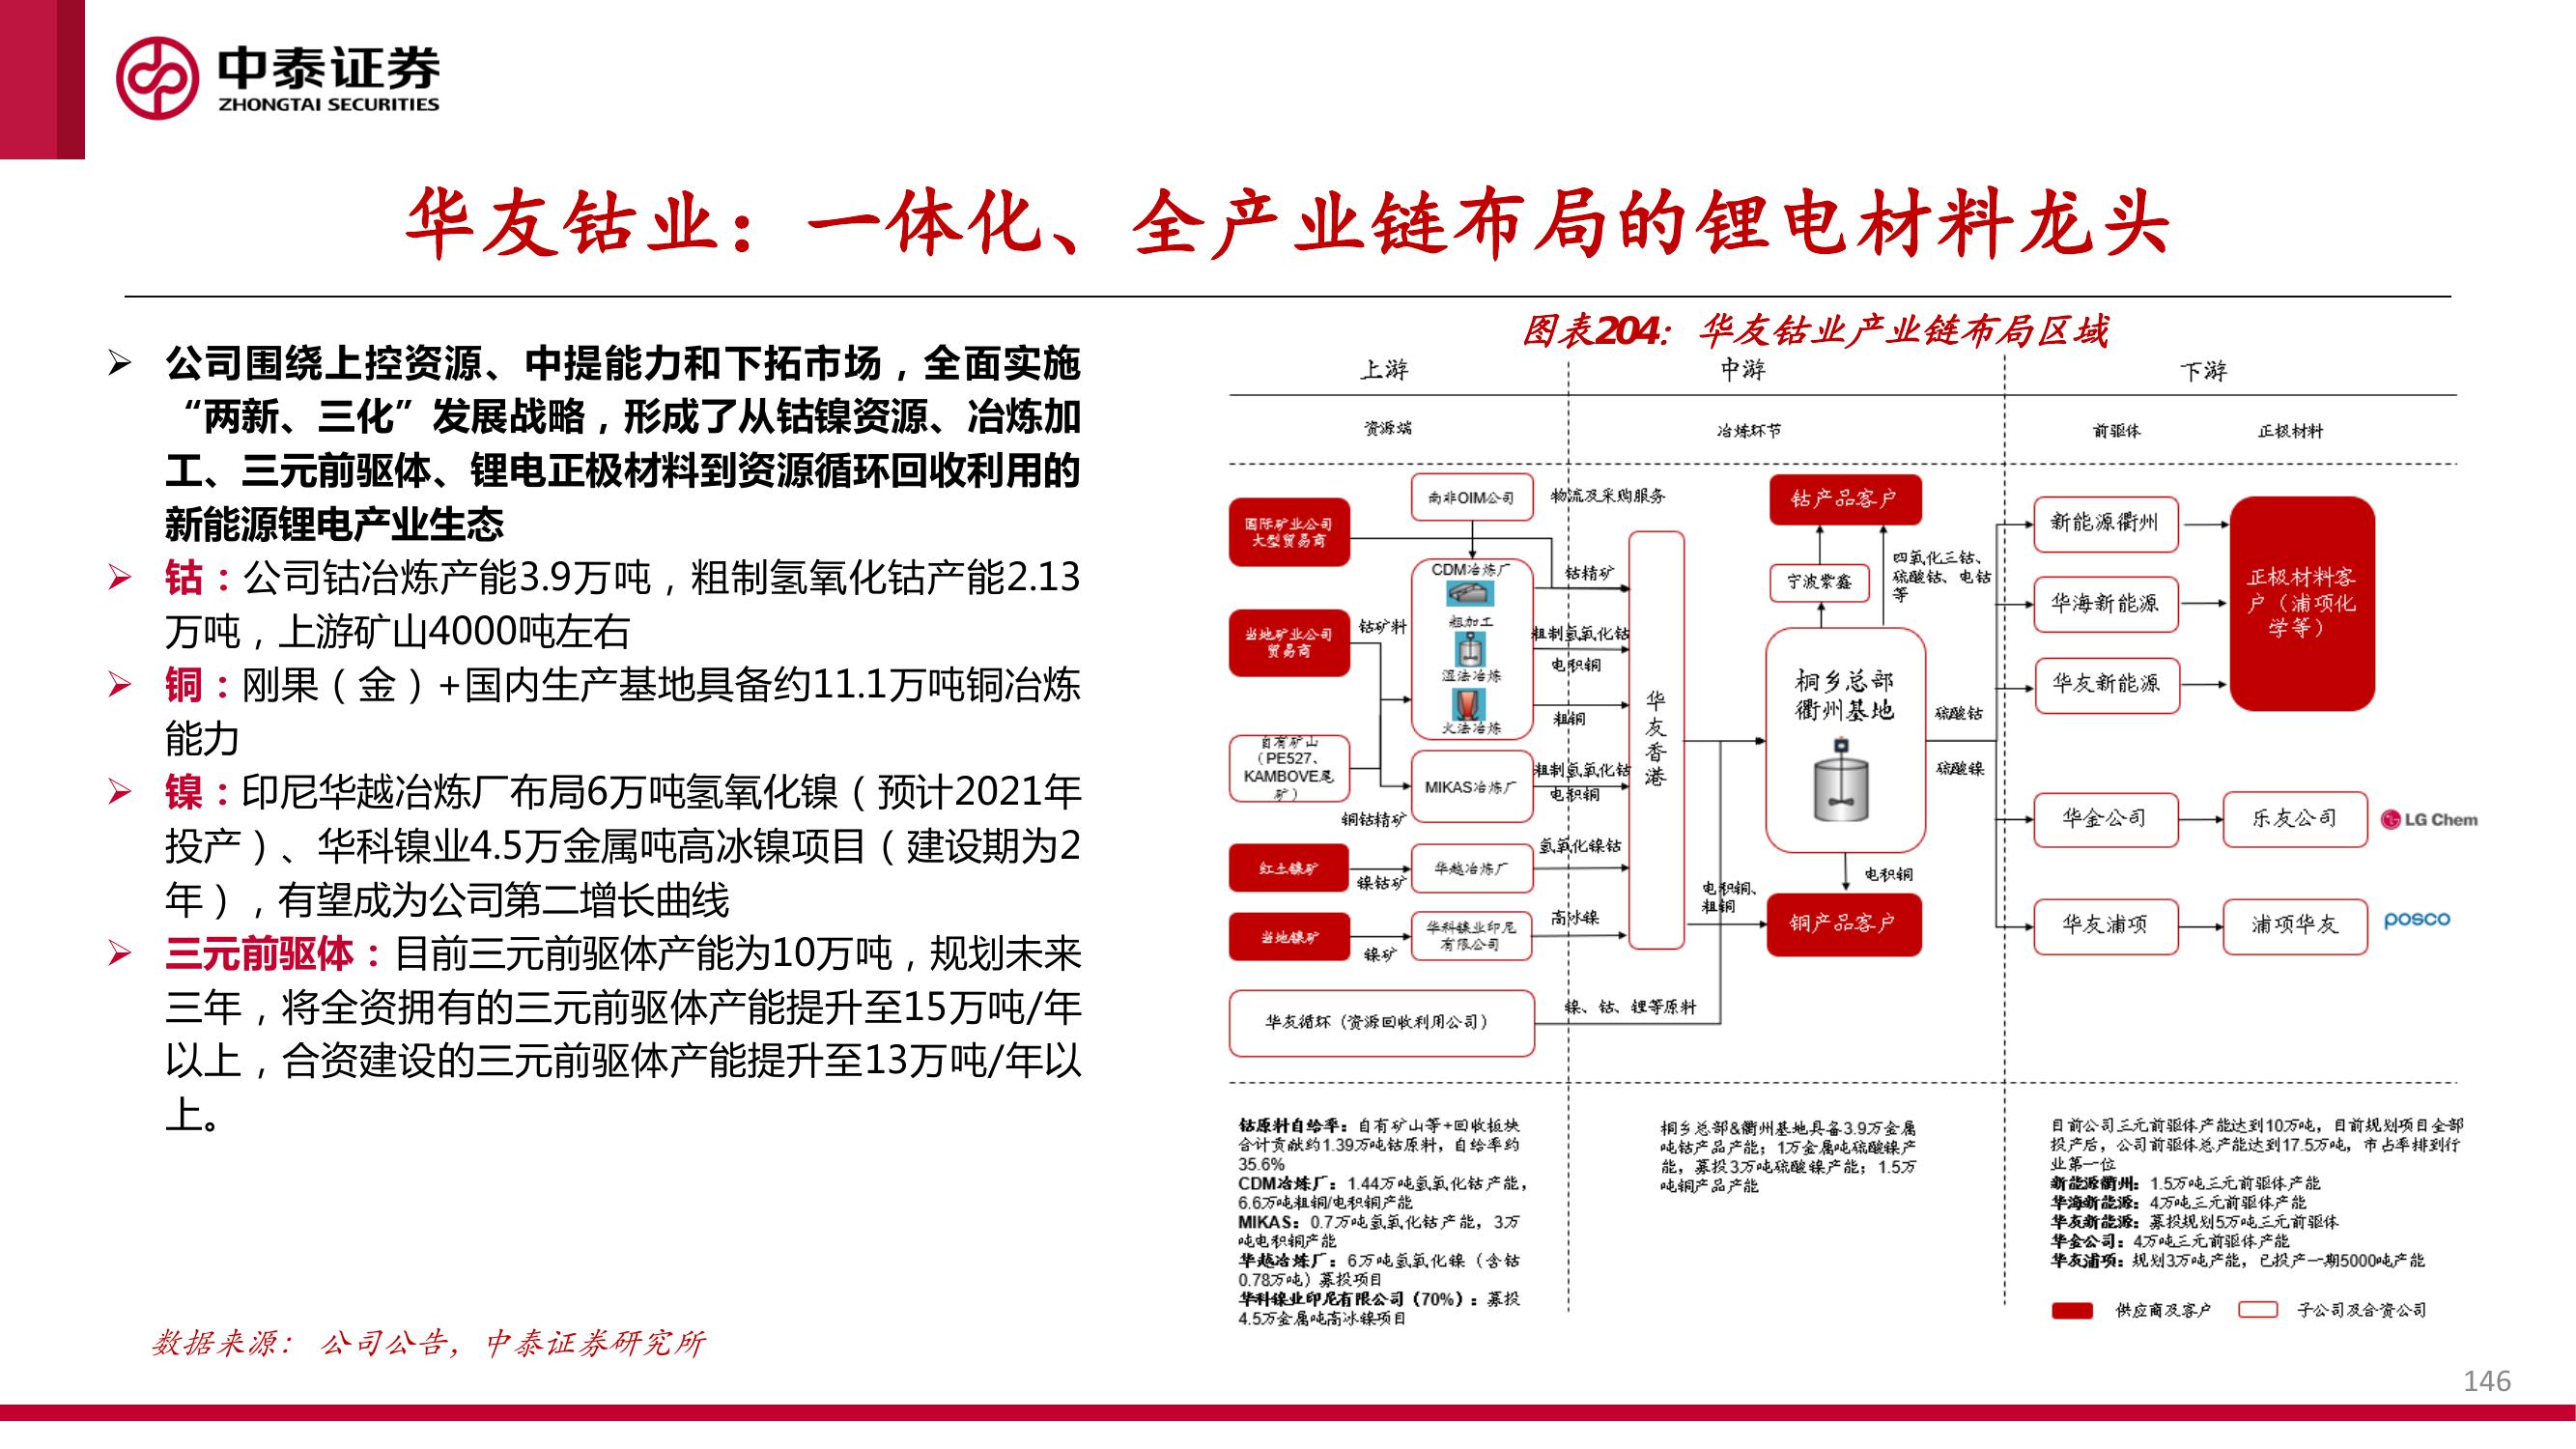 中泰证券
ZHONGTAI SECURITIES
华友钴业：一体化、全产业链布局的锂电材料龙头
公司围绕上控资源、中提能力和下拓市场，全面实施
“两新、三化”发展战略，形成了从钴镍资源、冶炼加
工、三元前驱体、锂电正极材料到资源循环回收利用的
新能源锂电产业生态
钴：公司钴冶炼产能3.9万吨，粗制氢氧化钴产能2.13
万吨，上游矿山4000吨左右
铜：刚果（金）+国内生产基地具备约11.1万吨铜冶炼
能力
镍：印尼华越冶炼厂布局6万吨氢氧化镍（预计2021年
投产）、华科镍业4.5万金属吨高冰镍项目（建设期为2
年），有望成为公司第二增长曲线
三元前驱体：目前三元前驱体产能为10万吨，规划未来
三年，将全资拥有的三元前驱体产能提升至15万吨/年
以上，合资建设的三元前驱体产能提升至13万吨/年以
上。
数据来源： 公司公告，中泰证券研究所
图表204：华友钴业产业链布局区域
上游
中游
下游
资源端
冶炼环节
前驱体
正极材料
国际矿业公司
大型贸易商
当地矿业公司
贸易商
自有矿山
（PE527、
KAMBOVE尾
矿）
红土镍矿
当地镍矿
华友循环（资源回收利用公司）
钴矿料
铜钴精矿
镍钴矿
镍矿
南非OIM公司
CDM冶炼厂
粗加工
湿法冶炼
火法冶炼
MIKAS冶炼厂
华越冶炼厂
华科镍业印尼
有限公司
物流及采购服务
钴精矿
粗制氢氧化钴
电积铜
粗铜
粗制氢氧化钴
电积铜
氢氧化镍钴
高冰镍
镍、钴、锂等原料
华
友
香
港
电积铜、
粗铜
钴产品客户
宁波紫鑫
四氧化三钴、
硫酸钴、电钴
等
桐乡总部
衢州基地
电积铜
铜产品客户
硫酸钴
硫酸镍
新能源衢州
华海新能源
华友新能源
华金公司
华友浦项
正极材料客
户（浦项化
学等）
乐友公司
浦项华友
LG Chem
posco
钴原料自给率：自有矿山等+回收板块
合计贡献约1.39万吨钴原料，自给率约
35.6%
CDM冶炼厂：1.44万吨氢氧化钴产能，
6.6万吨粗铜/电积铜产能
MIKAS：0.7万吨氢氧化钴产能，3万
吨电积铜产能
华越冶炼厂：6万吨氢氧化镍（含钴
0.78万吨）募投项目
华科镍业印尼有限公司（70%）：募投
4.5万金属吨高冰镍项目
桐乡总部&衢州基地具备3.9万金属
吨钴产品产能；1万金属吨硫酸镍产
能，募投3万吨硫酸镍产能；1.5万
吨铜产品产能
目前公司三元前驱体产能达到10万吨，目前规划项目全部
投产后，公司前驱体总产能达到17.5万吨，市占率排到行
业第一位
新能源衢州：1.5万吨三元前驱体产能
华海新能源：4万吨三元前驱体产能
华友新能源：募投规划5万吨三元前驱体
华金公司：4万吨三元前驱体产能
华友浦项：规划3万吨产能，已投产一期5000吨产能
供应商及客户
子公司及合资公司
146